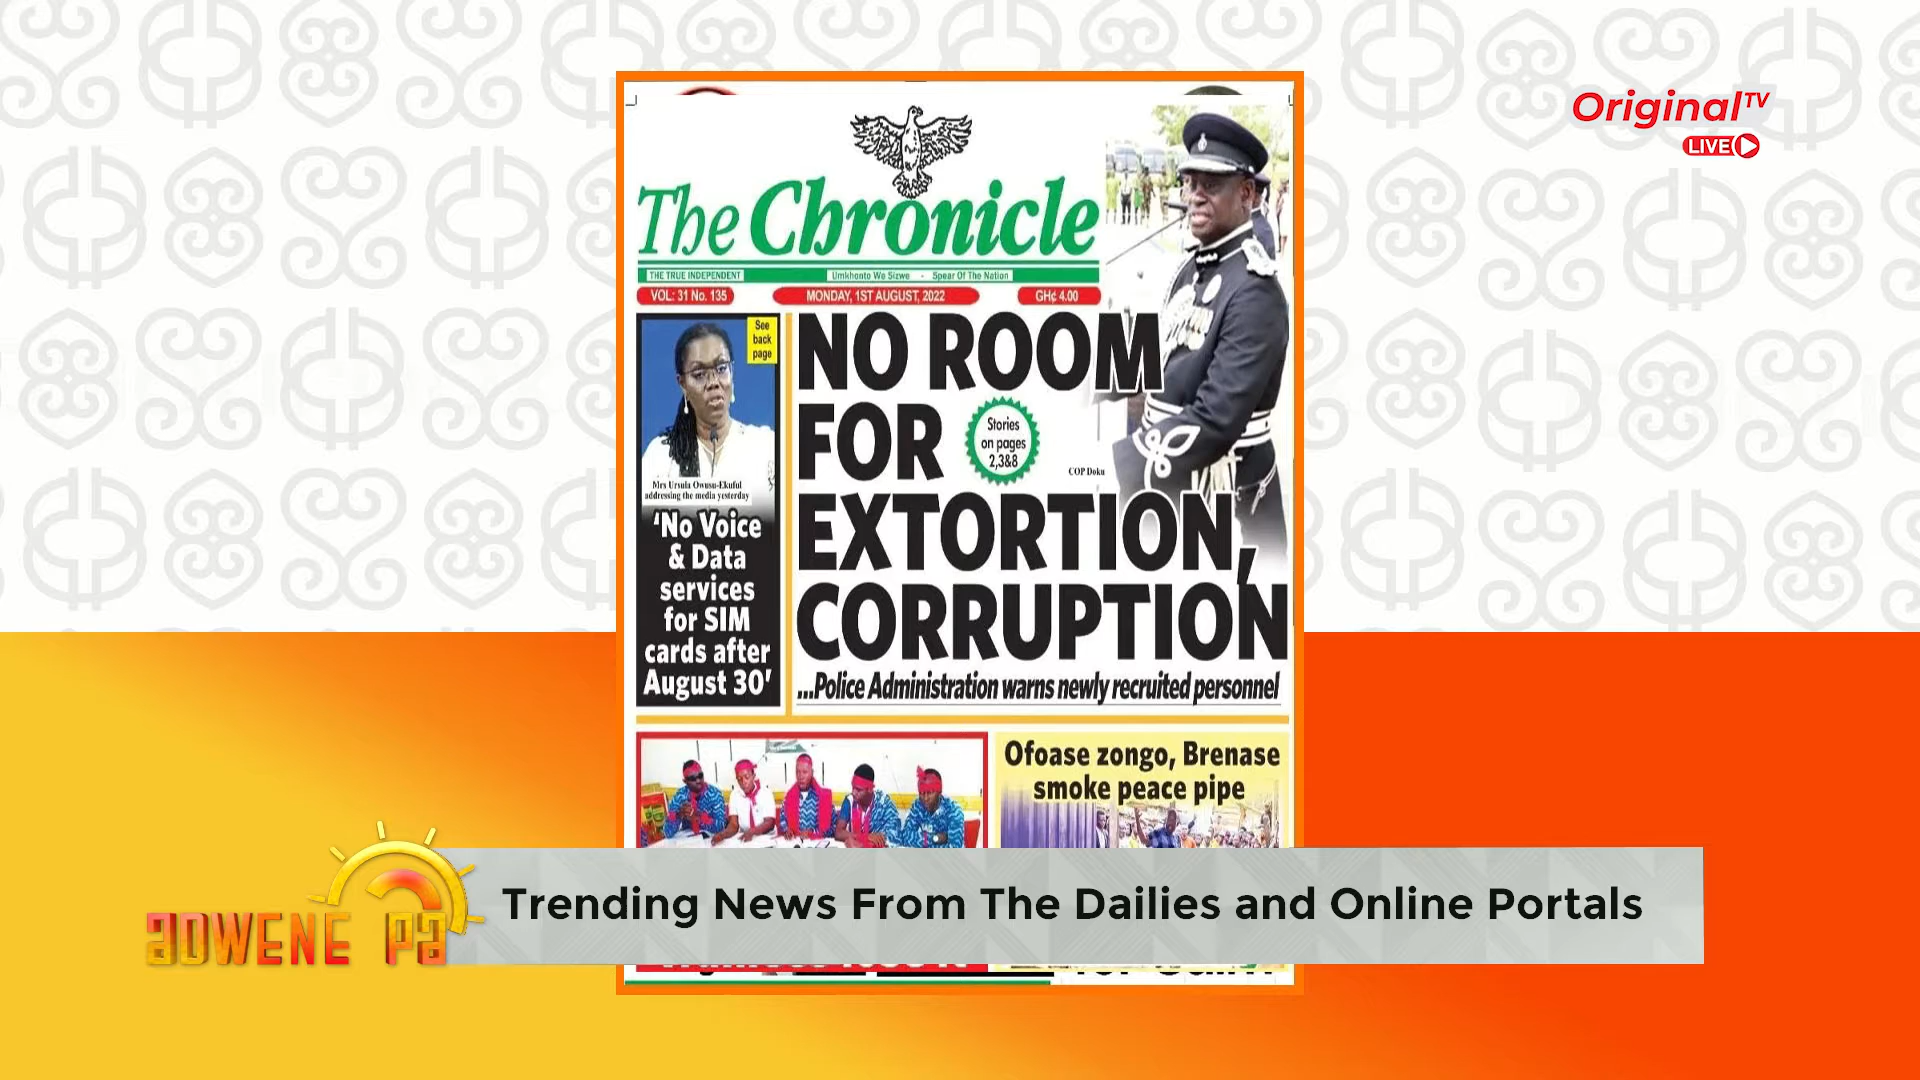 Original TV
LIVE
The Chronicle
THE TRUE INDEPENDENT
Umkhonto We Sizwe - Spear Of The Nation
VOL: 31 No. 135
MONDAY, 1ST AUGUST, 2022
GH¢ 4.00
See
back
page
Mrs Ursula Owusu-Ekuful
addressing the media yesterday
'No Voice
& Data
services
for SIM
cards after
August 30'
NO ROOM
FOR
EXTORTION,
CORRUPTION
Stories
on pages
2,3&8
COP Doku
...Police Administration warns newly recruited personnel
Ofoase zongo, Brenase
smoke peace pipe
ADWENE PA
Trending News From The Dailies and Online Portals